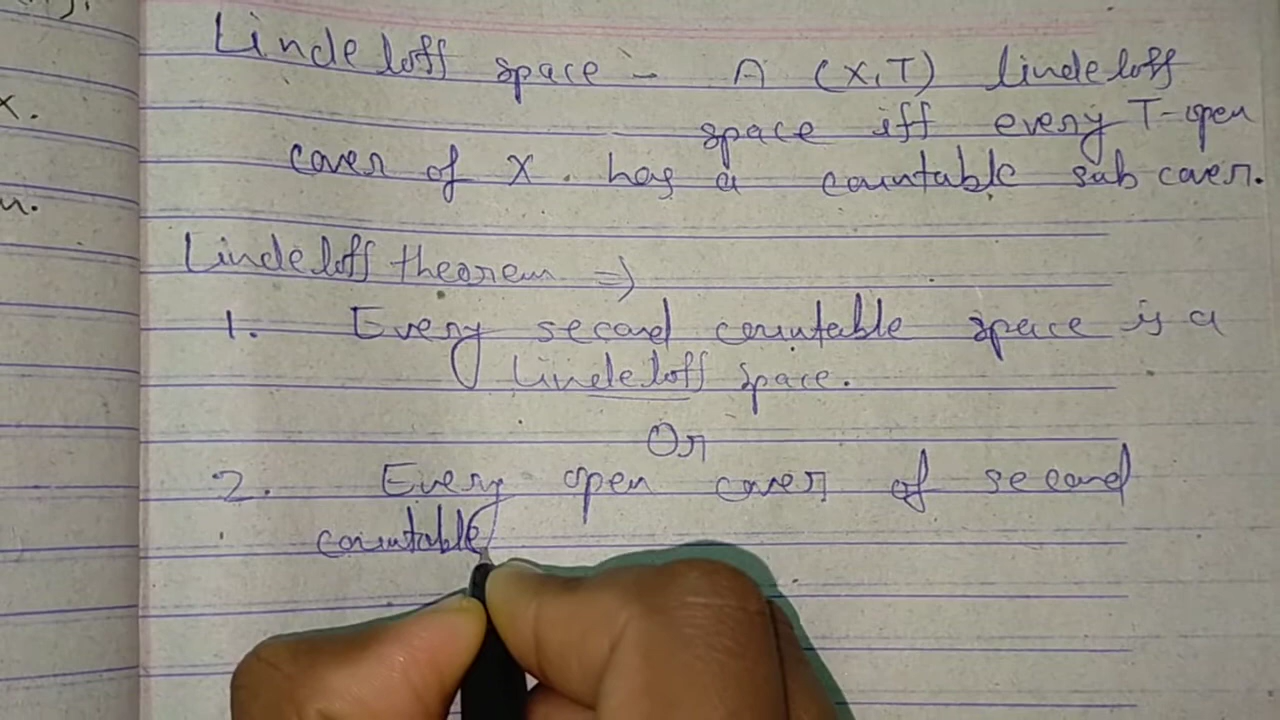 Lindeloff space - A (X,T) lindeloff
space iff every T-open
cover of X. has a countable sub cover.
Lindeloff theorem ⇒
1. Every second countable space is a
Lindeloff space.
Or
2. Every open cover of second
countable
x.
n.